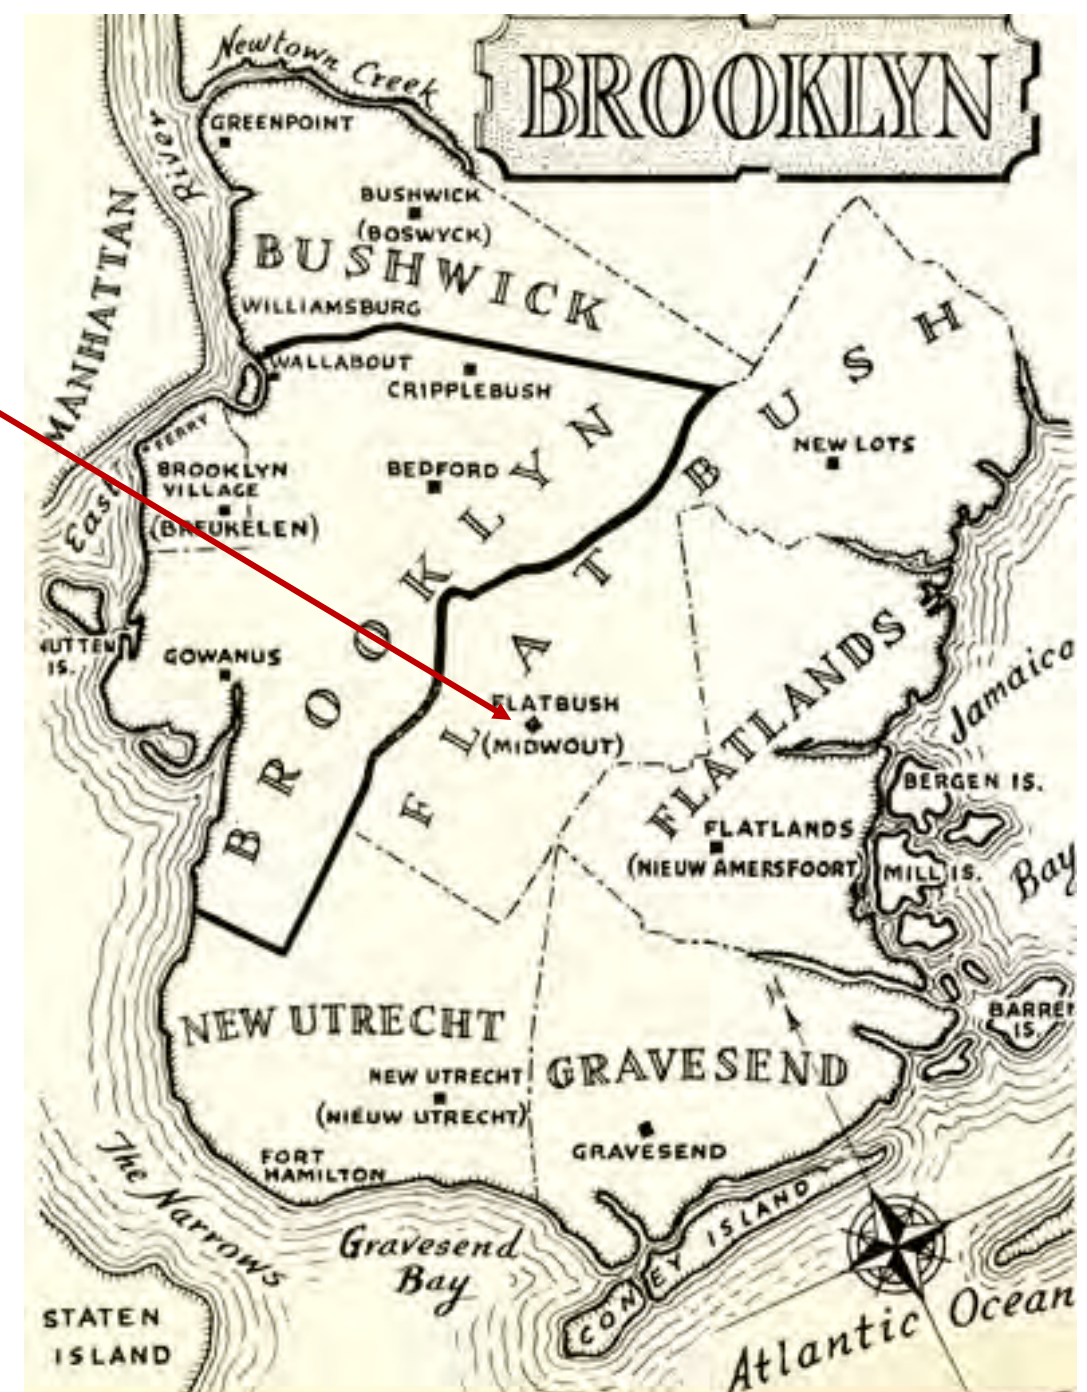 BROOKLYN
Newtown Creek
GREENPOINT
River
BUSHWICK
(BOSWYCK)
BUSHWICK
MANHATTAN
WILLIAMSBURG
WALLABOUT
CRIPPLEBUSH
FERRY
BROOKLYN
VILLAGE
(BREUKELEN)
East
BEDFORD
BROOKLYN
NEW LOTS
FLATBUSH
NUTTEN
IS.
GOWANUS
FLATBUSH
(MIDWOUT)
FLATLANDS
Jamaica
Bay
BERGEN IS.
FLATLANDS
(NIEUW AMERSFOORT)
MILL IS.
BARREN
IS.
N
NEW UTRECHT
NEW UTRECHT
(NIEUW UTRECHT)
GRAVESEND
GRAVESEND
FORT
HAMILTON
The Narrows
Gravesend
Bay
CONEY ISLAND
STATEN
ISLAND
Atlantic Ocean